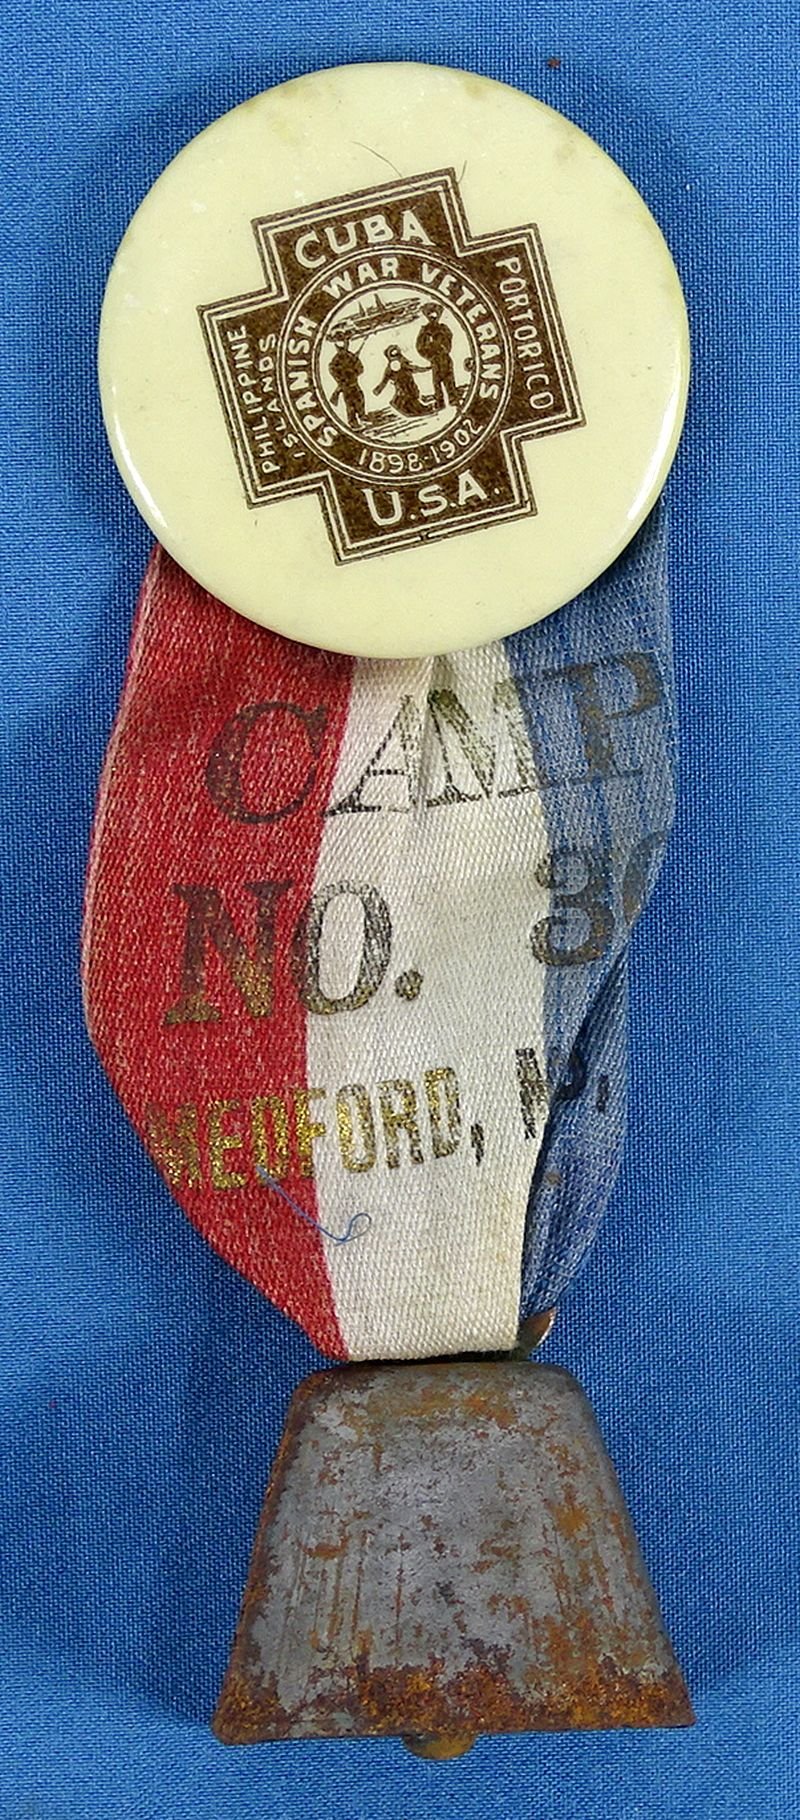 CUBA
PORTORICO
PHILIPPINE
ISLANDS
SPANISH WAR VETERANS
1898-1902
U.S.A.
CAMP
NO.
MEDFORD,